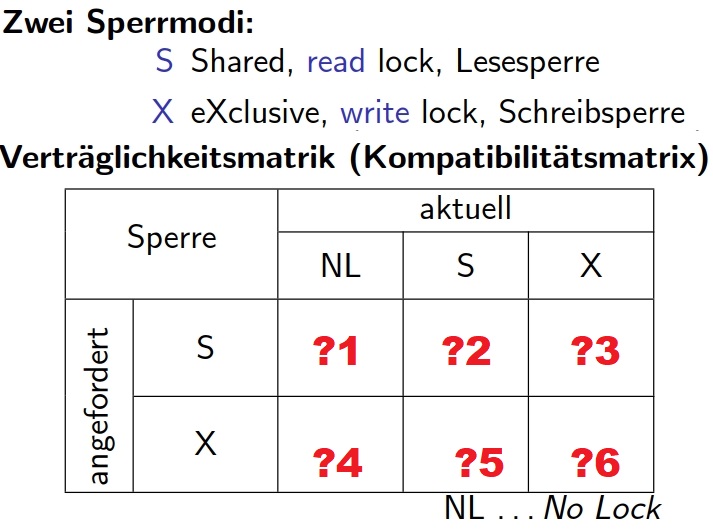 Zwei Sperrmodi:
S Shared, read lock, Lesesperre
X eXclusive, write lock, Schreibsperre
Verträglichkeitsmatrik (Kompatibilitätsmatrix)
Sperre
aktuell
NL S X
angefordert
S ?1 ?2 ?3
X ?4 ?5 ?6
NL ... No Lock